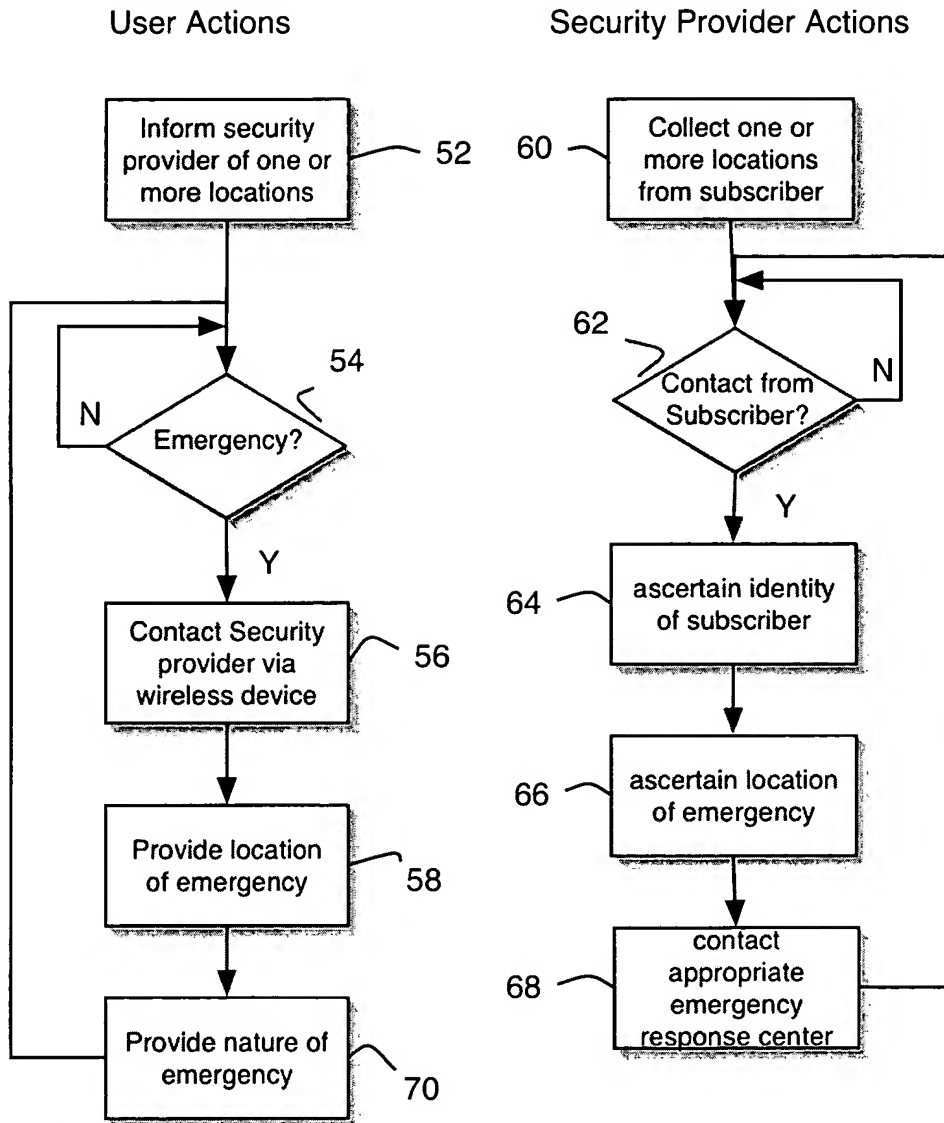 User Actions
Inform security
provider of one or
more locations
52
N
Emergency?
54
Y
Contact Security
provider via
wireless device
56
Provide location
of emergency
58
Provide nature of
emergency
70
Security Provider Actions
60
Collect one or
more locations
from subscriber
62
Contact from
Subscriber?
N
Y
64
ascertain identity
of subscriber
66
ascertain location
of emergency
68
contact
appropriate
emergency
response center